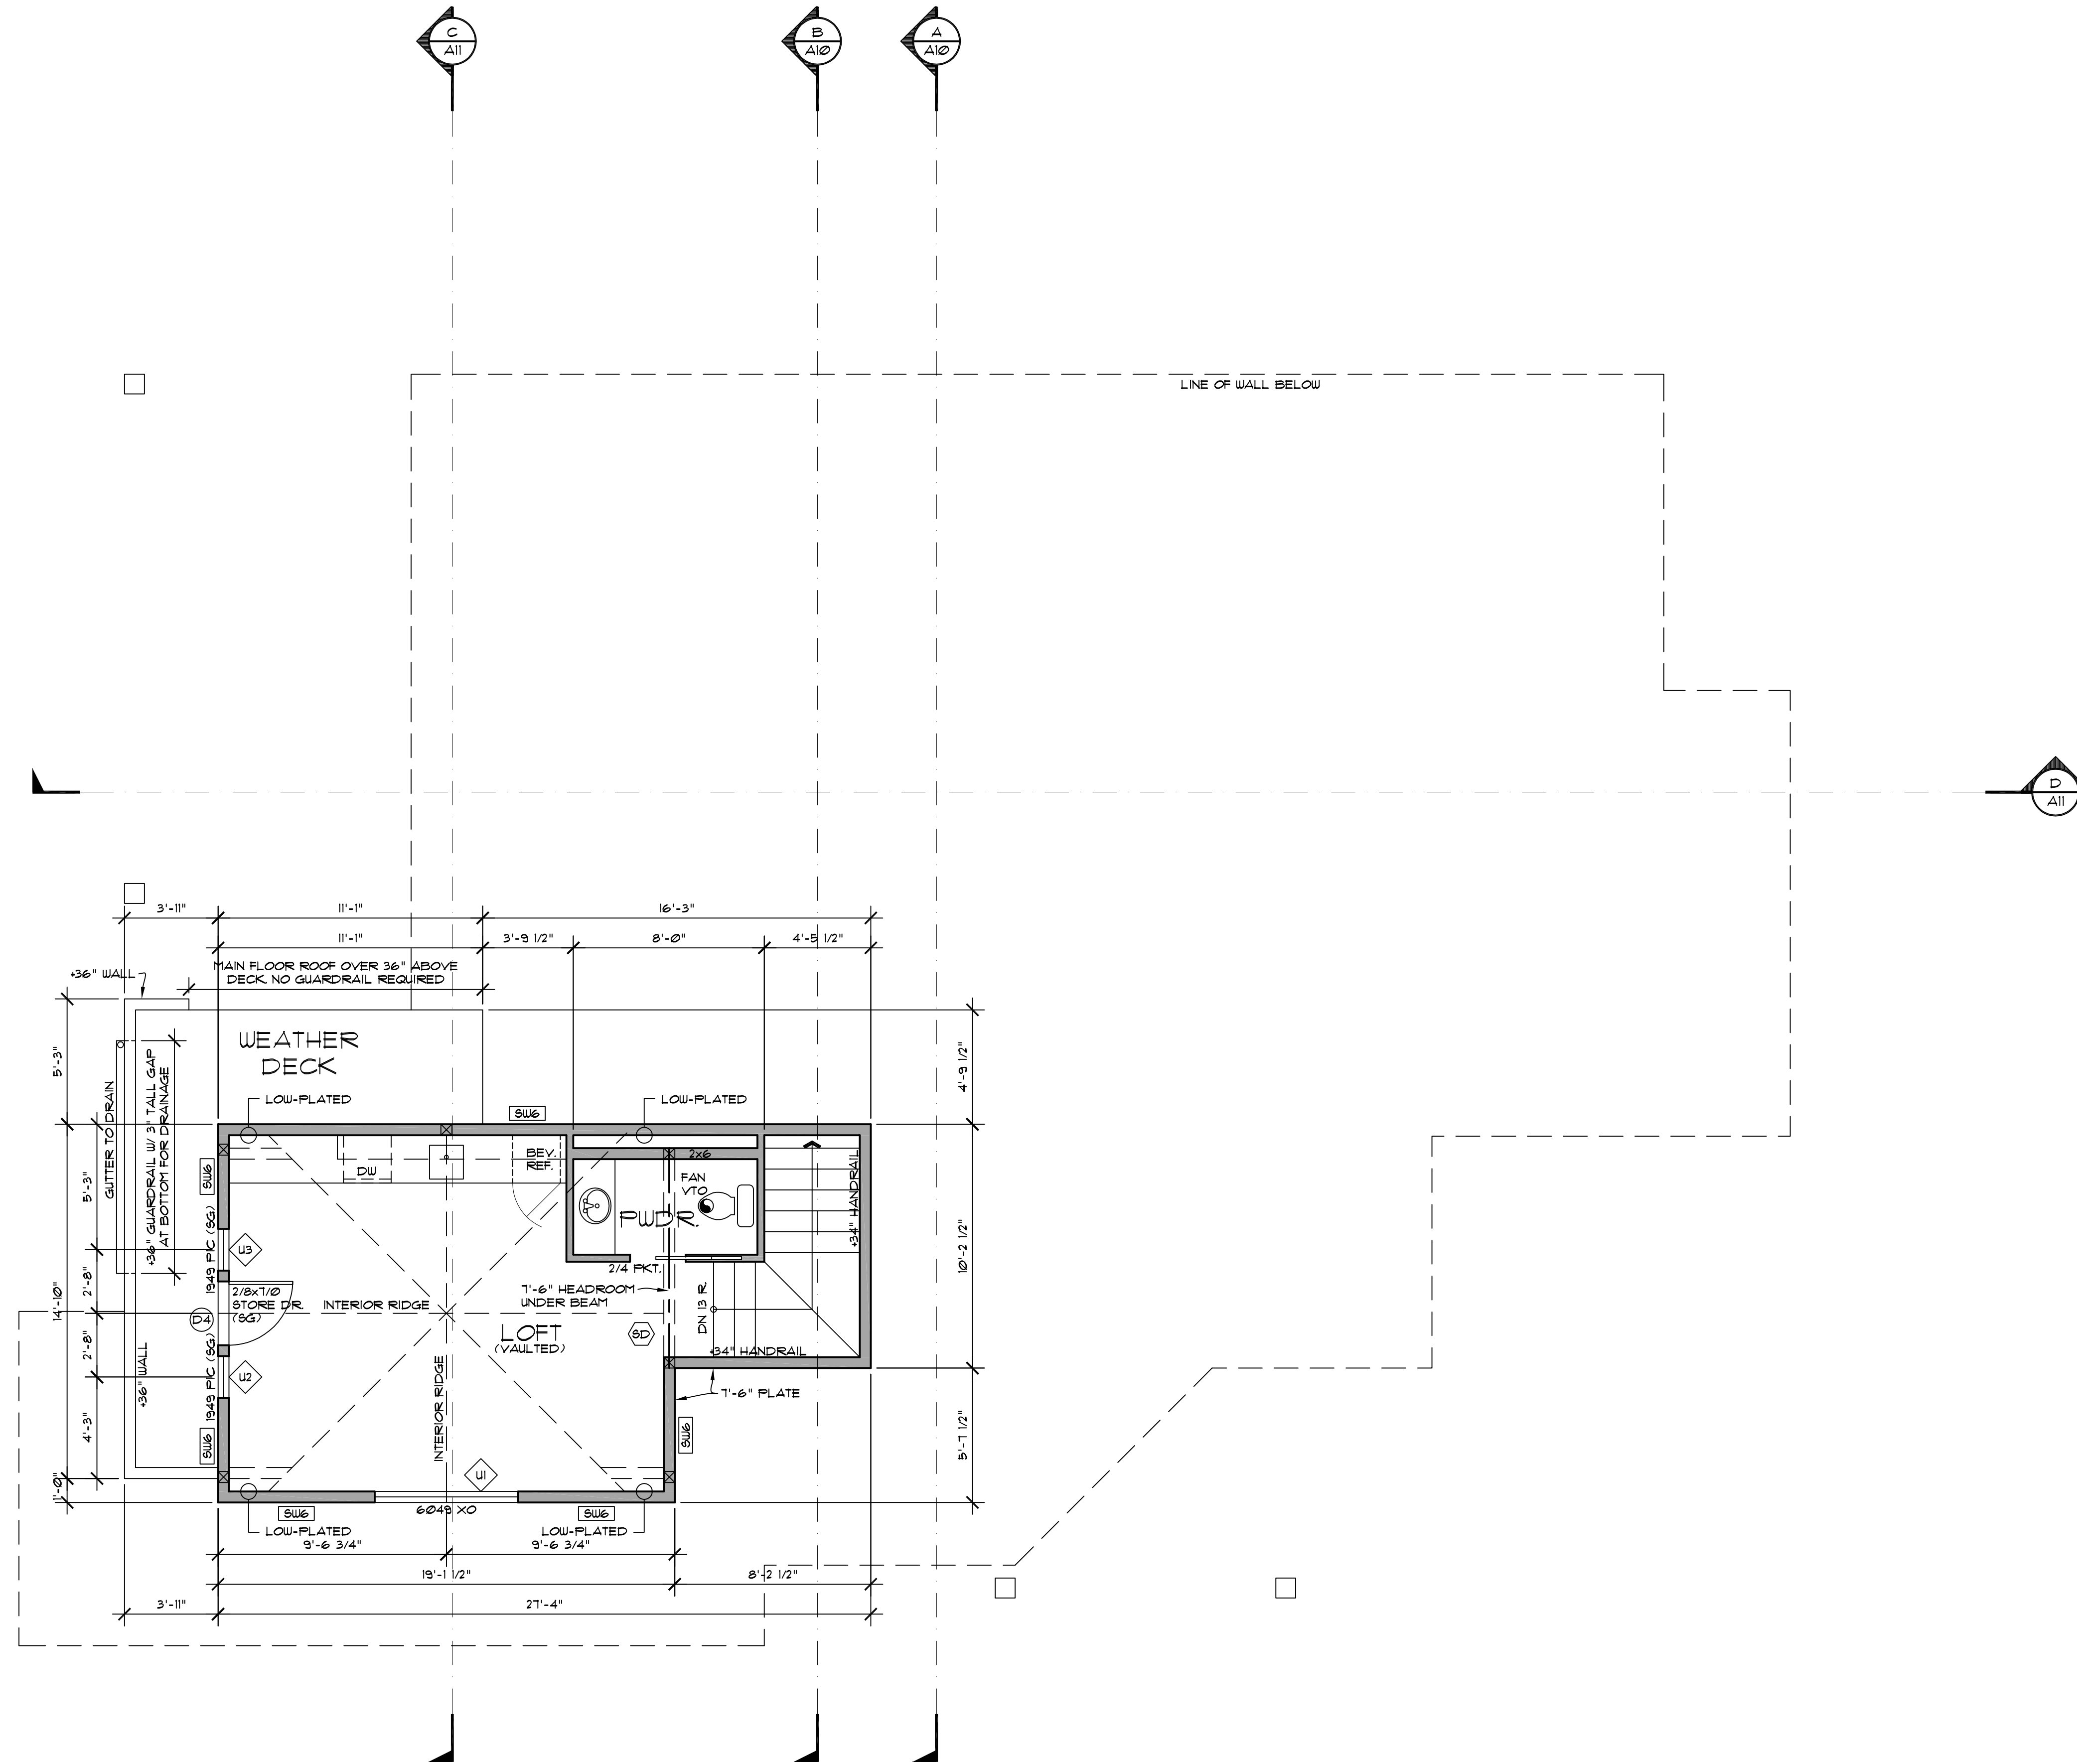 C
A11
B
A10
A
A10
LINE OF WALL BELOW
D
A11
3'-11"
11'-1"
16'-3"
11'-1"
3'-9 1/2"
8'-0"
4'-5 1/2"
MAIN FLOOR ROOF OVER 36" ABOVE
DECK. NO GUARDRAIL REQUIRED
+36" WALL
WEATHER
DECK
5'-3"
4'-9 1/2"
GUTTER TO DRAIN
+36" GUARDRAIL W/ 3" TALL GAP
AT BOTTOM FOR DRAINAGE
LOW-PLATED
SW6
LOW-PLATED
SW6
DW
BEV.
REF.
2x6
FAN
VTO
PWDR.
+34" HANDRAIL
5'-3"
1949 PIC (SG)
W3
2/4 PKT.
10'-2 1/2"
2'-8"
2/8x7/0
STORE DR.
(SG)
INTERIOR RIDGE
7'-6" HEADROOM
UNDER BEAM
DN 13 R
14'-10"
D4
LOFT
(VAULTED)
SD
+34" HANDRAIL
2'-8"
+36" WALL
1949 PIC (SG)
W2
INTERIOR RIDGE
7'-6" PLATE
4'-3"
SW6
SW6
5'-7 1/2"
W1
1'-0"
SW6
6049 XO
SW6
LOW-PLATED
LOW-PLATED
9'-6 3/4"
9'-6 3/4"
19'-1 1/2"
8'-2 1/2"
3'-11"
27'-4"